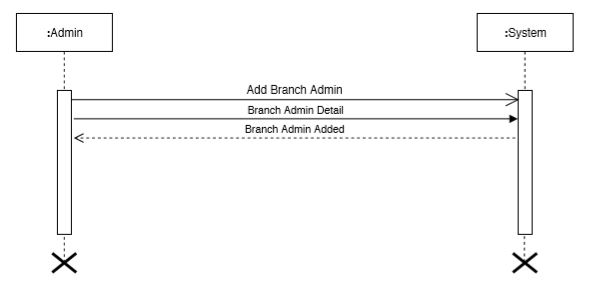 :Admin
:System
Add Branch Admin
Branch Admin Detail
Branch Admin Added